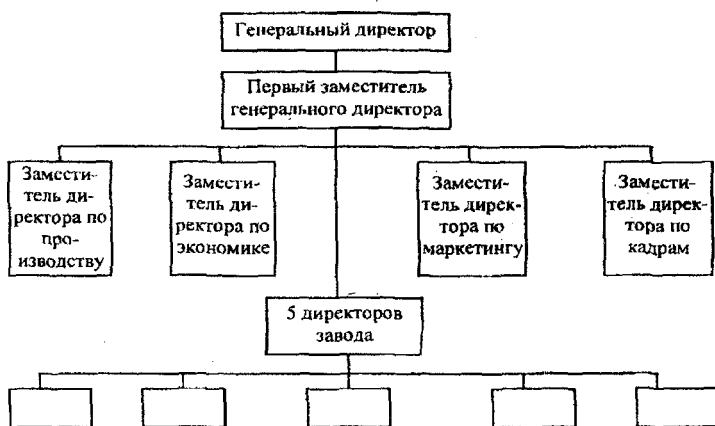 Генеральный директор
Первый заместитель
генерального директора
Замести-
тель ди-
ректора по
про-
изводству
Замести-
тель ди-
ректора по
экономике
Замести-
тель дирек-
тора по
маркетингу
Замести-
тель дирек-
тора по
кадрам
5 директоров
завода